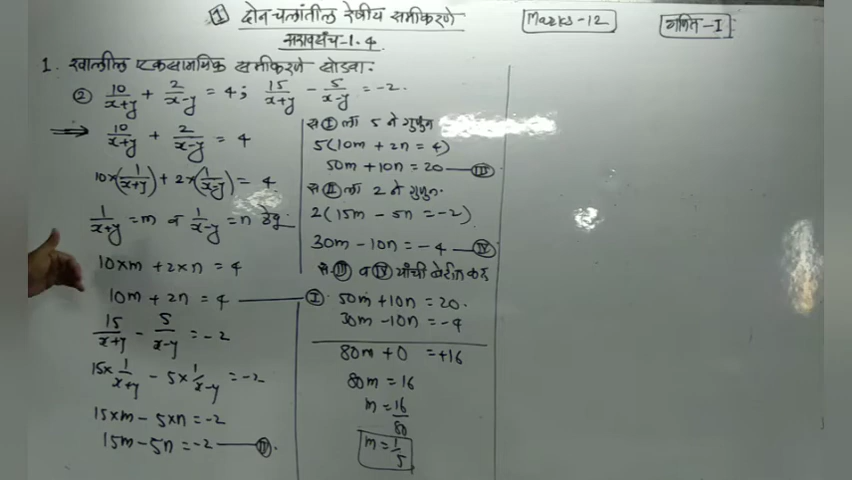 ① दोन चलांतील रेषीय समीकरणे
Marks-12
गणित-I
सरावसंच-1.4
1. खालील एकसामयिक समीकरणे सोडवा.
② 10/x+y + 2/x-y = 4; 15/x+y - 5/x-y = -2.
⇒ 10/x+y + 2/x-y = 4
10×(1/x+y) + 2×(1/x-y) = 4
1/x+y = m व 1/x-y = n ठेवू.
10×m + 2×n = 4
10m + 2n = 4 — Ⓘ
15/x+y - 5/x-y = -2
15×1/x+y - 5×1/x-y = -2
15×m - 5×n = -2
15m - 5n = -2 — Ⓘⓘ
स Ⓘ ला 5 ने गुणून
5(10m + 2n = 4)
50m + 10n = 20 — III
स II ला 2 ने गुणून.
2(15m - 5n = -2)
30m - 10n = -4 — IV
स. III व IV यांची बेरीज करू
50m + 10n = 20.
30m - 10n = -4
80m + 0 = +16
80m = 16
m = 16/80
m = 1/5